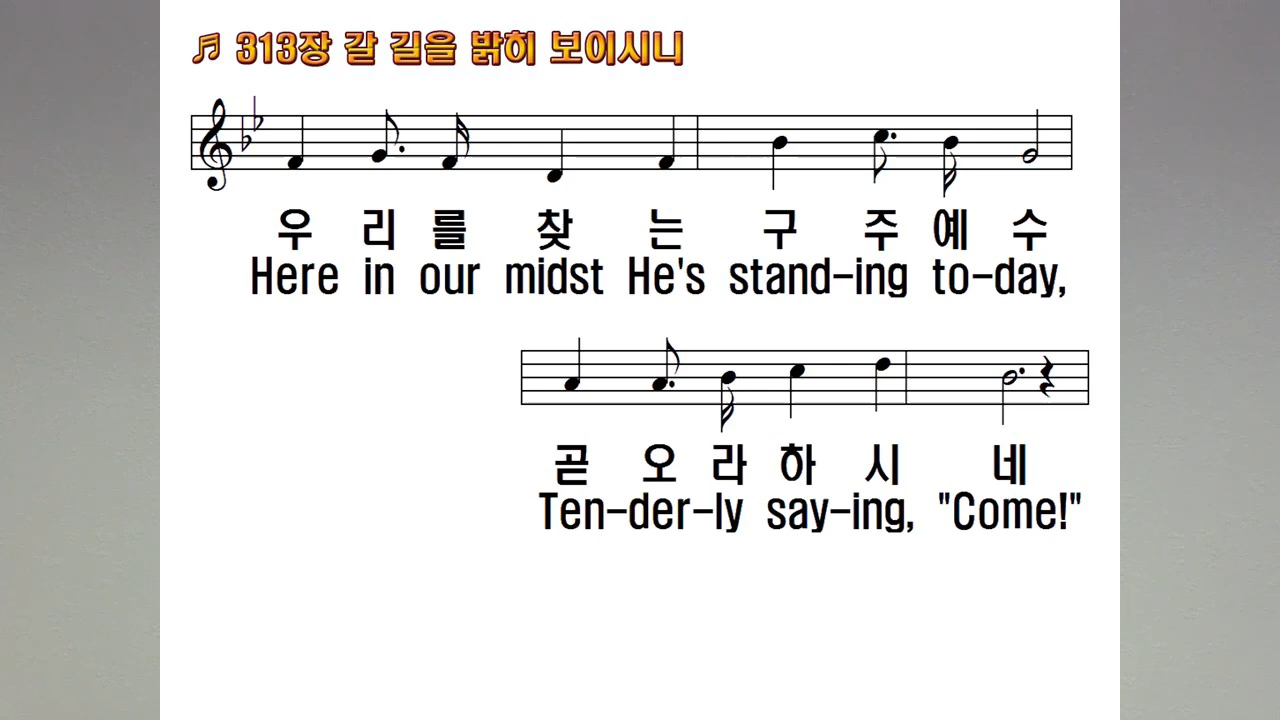 ♬ 313장 갈 길을 밝히 보이시니
우 리 를 찾 는 구 주 예 수
Here in our midst He's stand-ing to-day,
곧 오 라 하 시 네
Ten-der-ly say-ing, "Come!"